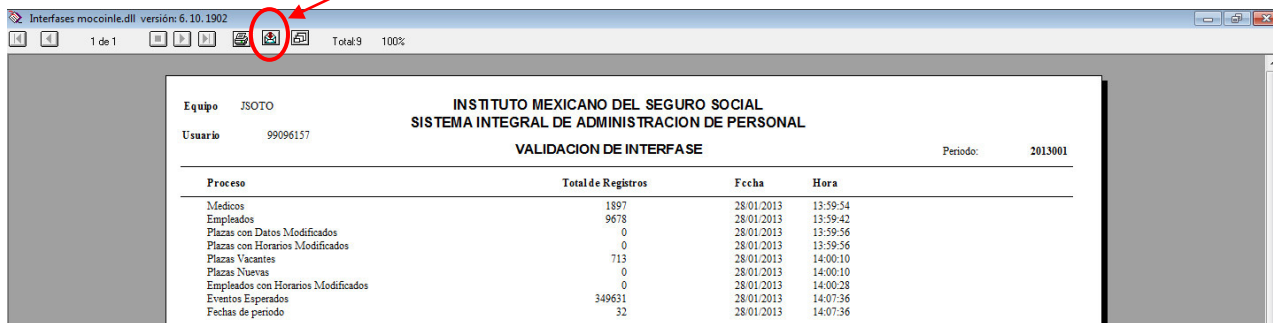 Interfases mocoinle.dll versión: 6.10.1902
1 de 1 Total:9 100%
Equipo JSOTO INSTITUTO MEXICANO DEL SEGURO SOCIAL
SISTEMA INTEGRAL DE ADMINISTRACION DE PERSONAL
Usuario 99096157
VALIDACION DE INTERFASE Periodo: 2013001
Proceso Total de Registros Fecha Hora
Medicos 1897 28/01/2013 13:59:54
Empleados 9678 28/01/2013 13:59:42
Plazas con Datos Modificados 0 28/01/2013 13:59:56
Plazas con Horarios Modificados 0 28/01/2013 13:59:56
Plazas Vacantes 713 28/01/2013 14:00:10
Plazas Nuevas 0 28/01/2013 14:00:10
Empleados con Horarios Modificados 0 28/01/2013 14:00:28
Eventos Esperados 349631 28/01/2013 14:07:36
Fechas de periodo 32 28/01/2013 14:07:36